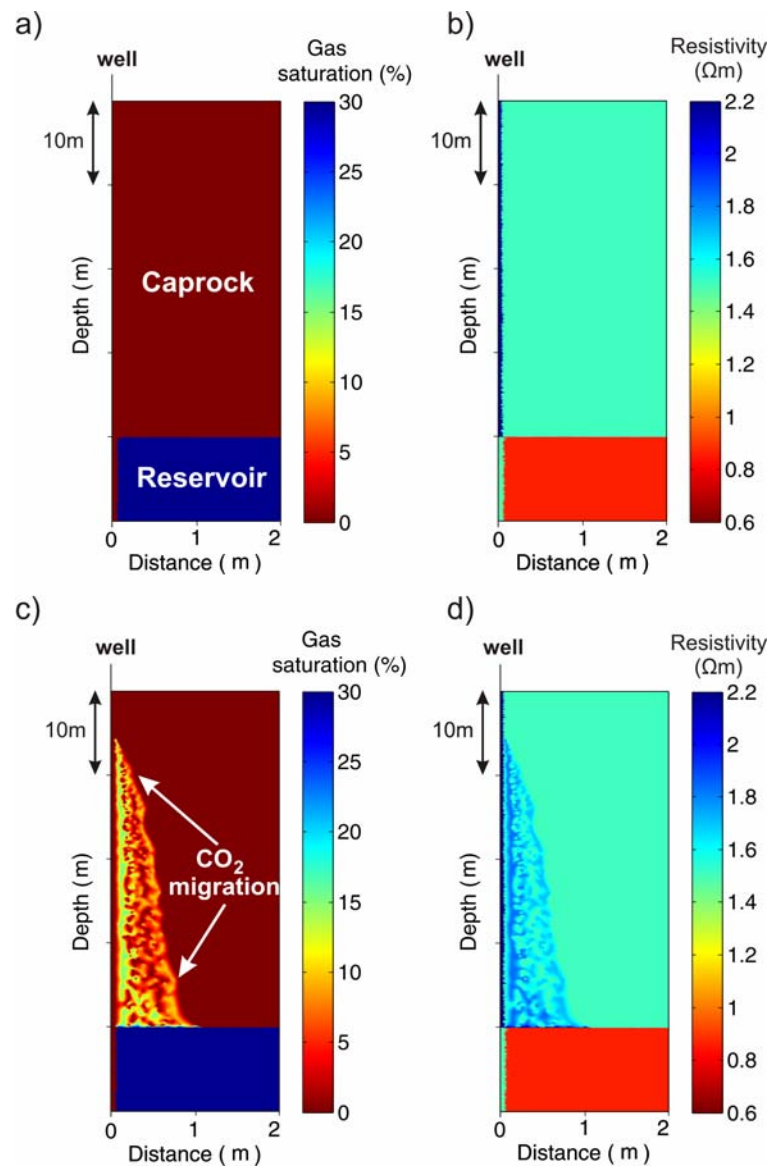 a)
well
Gas
saturation (%)
10m
Depth (m)
Caprock
Reservoir
30
25
20
15
10
5
0
0
1
2
Distance ( m )
b)
well
Resistivity
(Ωm)
10m
Depth (m)
2.2
2
1.8
1.6
1.4
1.2
1
0.8
0.6
0
1
2
Distance ( m )
c)
well
Gas
saturation (%)
10m
Depth (m)
CO2
migration
30
25
20
15
10
5
0
0
1
2
Distance ( m )
d)
well
Resistivity
(Ωm)
10m
Depth (m)
2.2
2
1.8
1.6
1.4
1.2
1
0.8
0.6
0
1
2
Distance ( m )